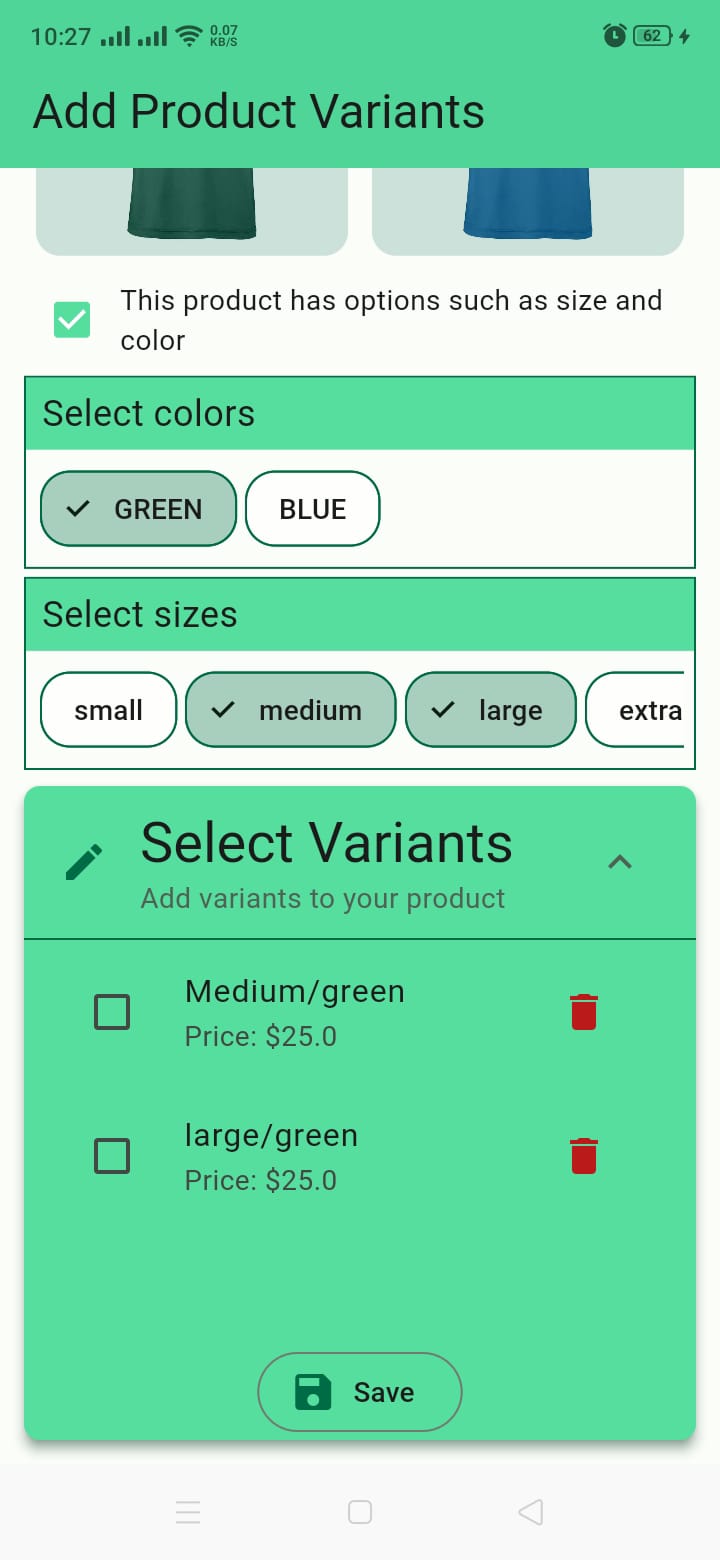 10:27 0.07 KB/S 62
Add Product Variants
This product has options such as size and
color
Select colors
GREEN BLUE
Select sizes
small medium large extra
Select Variants
Add variants to your product
Medium/green
Price: $25.0
large/green
Price: $25.0
Save